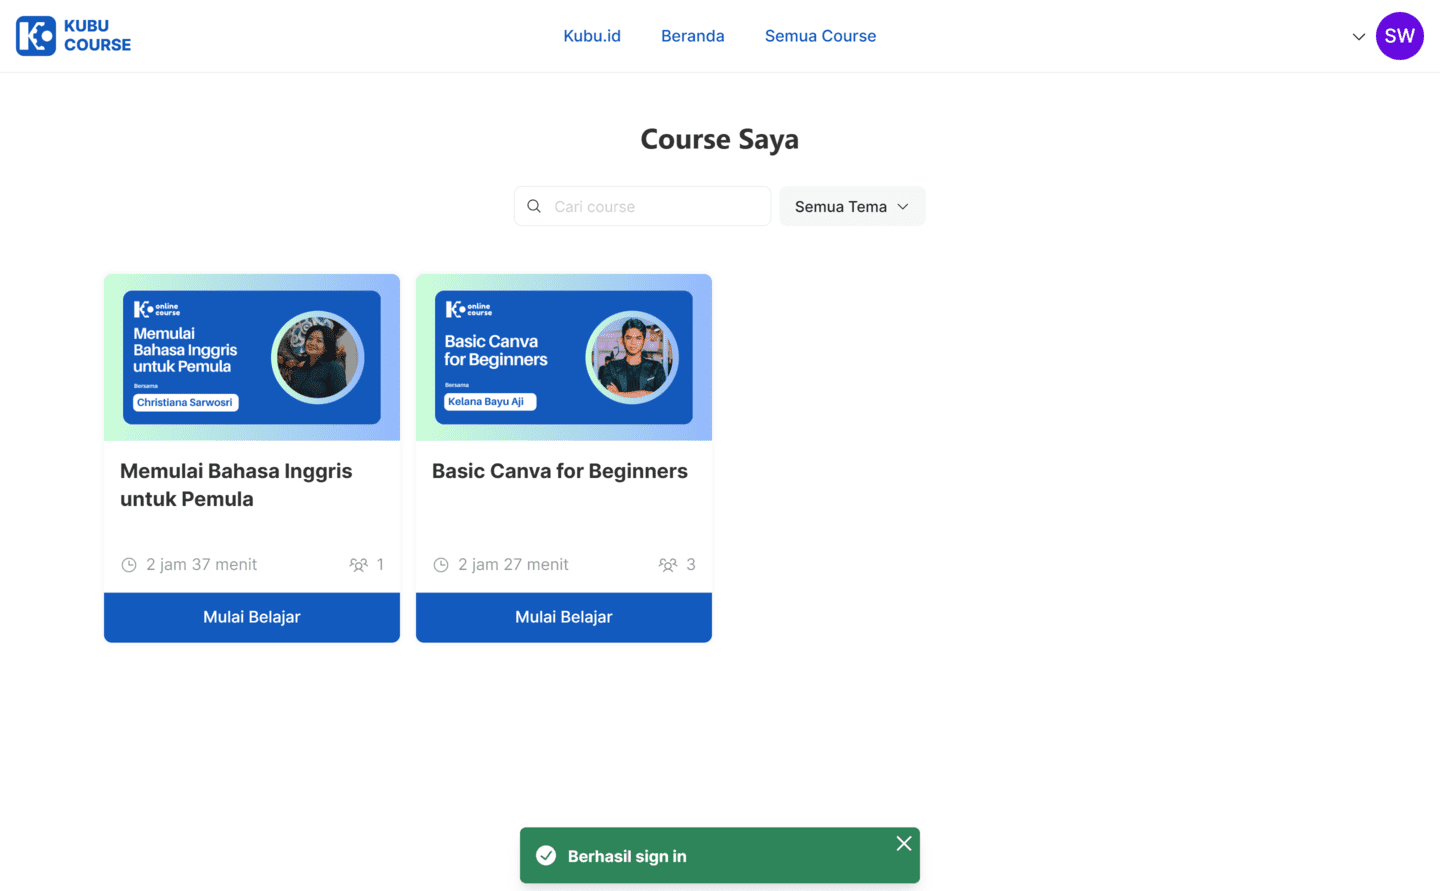 KUBU
COURSE
Kubu.id
Beranda
Semua Course
SW
Course Saya
Cari course
Semua Tema
K online
course
Memulai
Bahasa Inggris
untuk Pemula
Bersama
Christiana Sarwosri
K online
course
Basic Canva
for Beginners
Bersama
Kelana Bayu Aji
Memulai Bahasa Inggris
untuk Pemula
Basic Canva for Beginners
2 jam 37 menit
1
2 jam 27 menit
3
Mulai Belajar
Mulai Belajar
Berhasil sign in